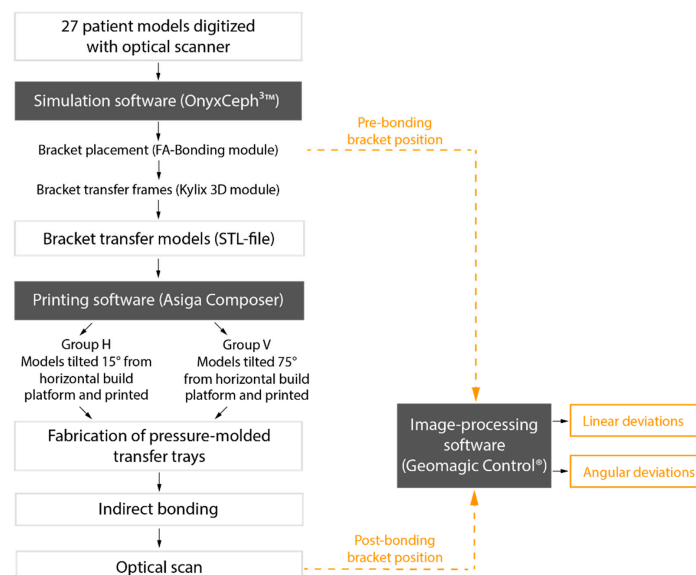 27 patient models digitized
with optical scanner
Simulation software (OnyxCeph³™)
Bracket placement (FA-Bonding module)
Bracket transfer frames (Kylix 3D module)
Bracket transfer models (STL-file)
Printing software (Asiga Composer)
Group H
Models tilted 15° from
horizontal build
platform and printed
Group V
Models tilted 75°
from horizontal build
platform and printed
Fabrication of pressure-molded
transfer trays
Indirect bonding
Optical scan
Pre-bonding
bracket position
Post-bonding
bracket position
Image-processing
software
(Geomagic Control®)
Linear deviations
Angular deviations